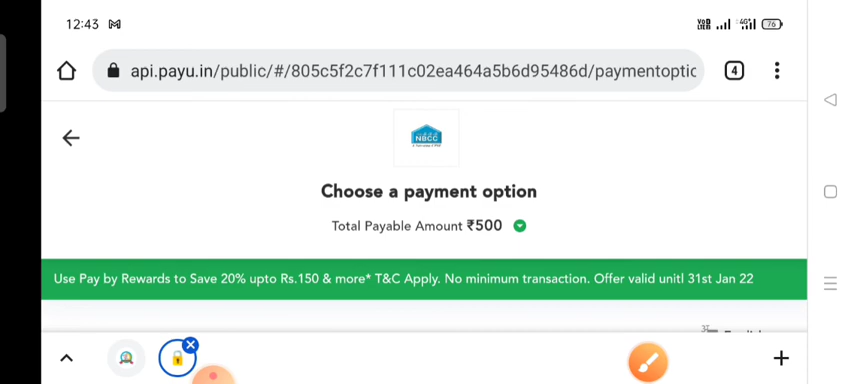 12:43
76
api.payu.in/public/#/805c5f2c7f111c02ea464a5b6d95486d/paymentoptic
4
NBCC
Choose a payment option
Total Payable Amount ₹500
Use Pay by Rewards to Save 20% upto Rs.150 & more* T&C Apply. No minimum transaction. Offer valid unitl 31st Jan 22